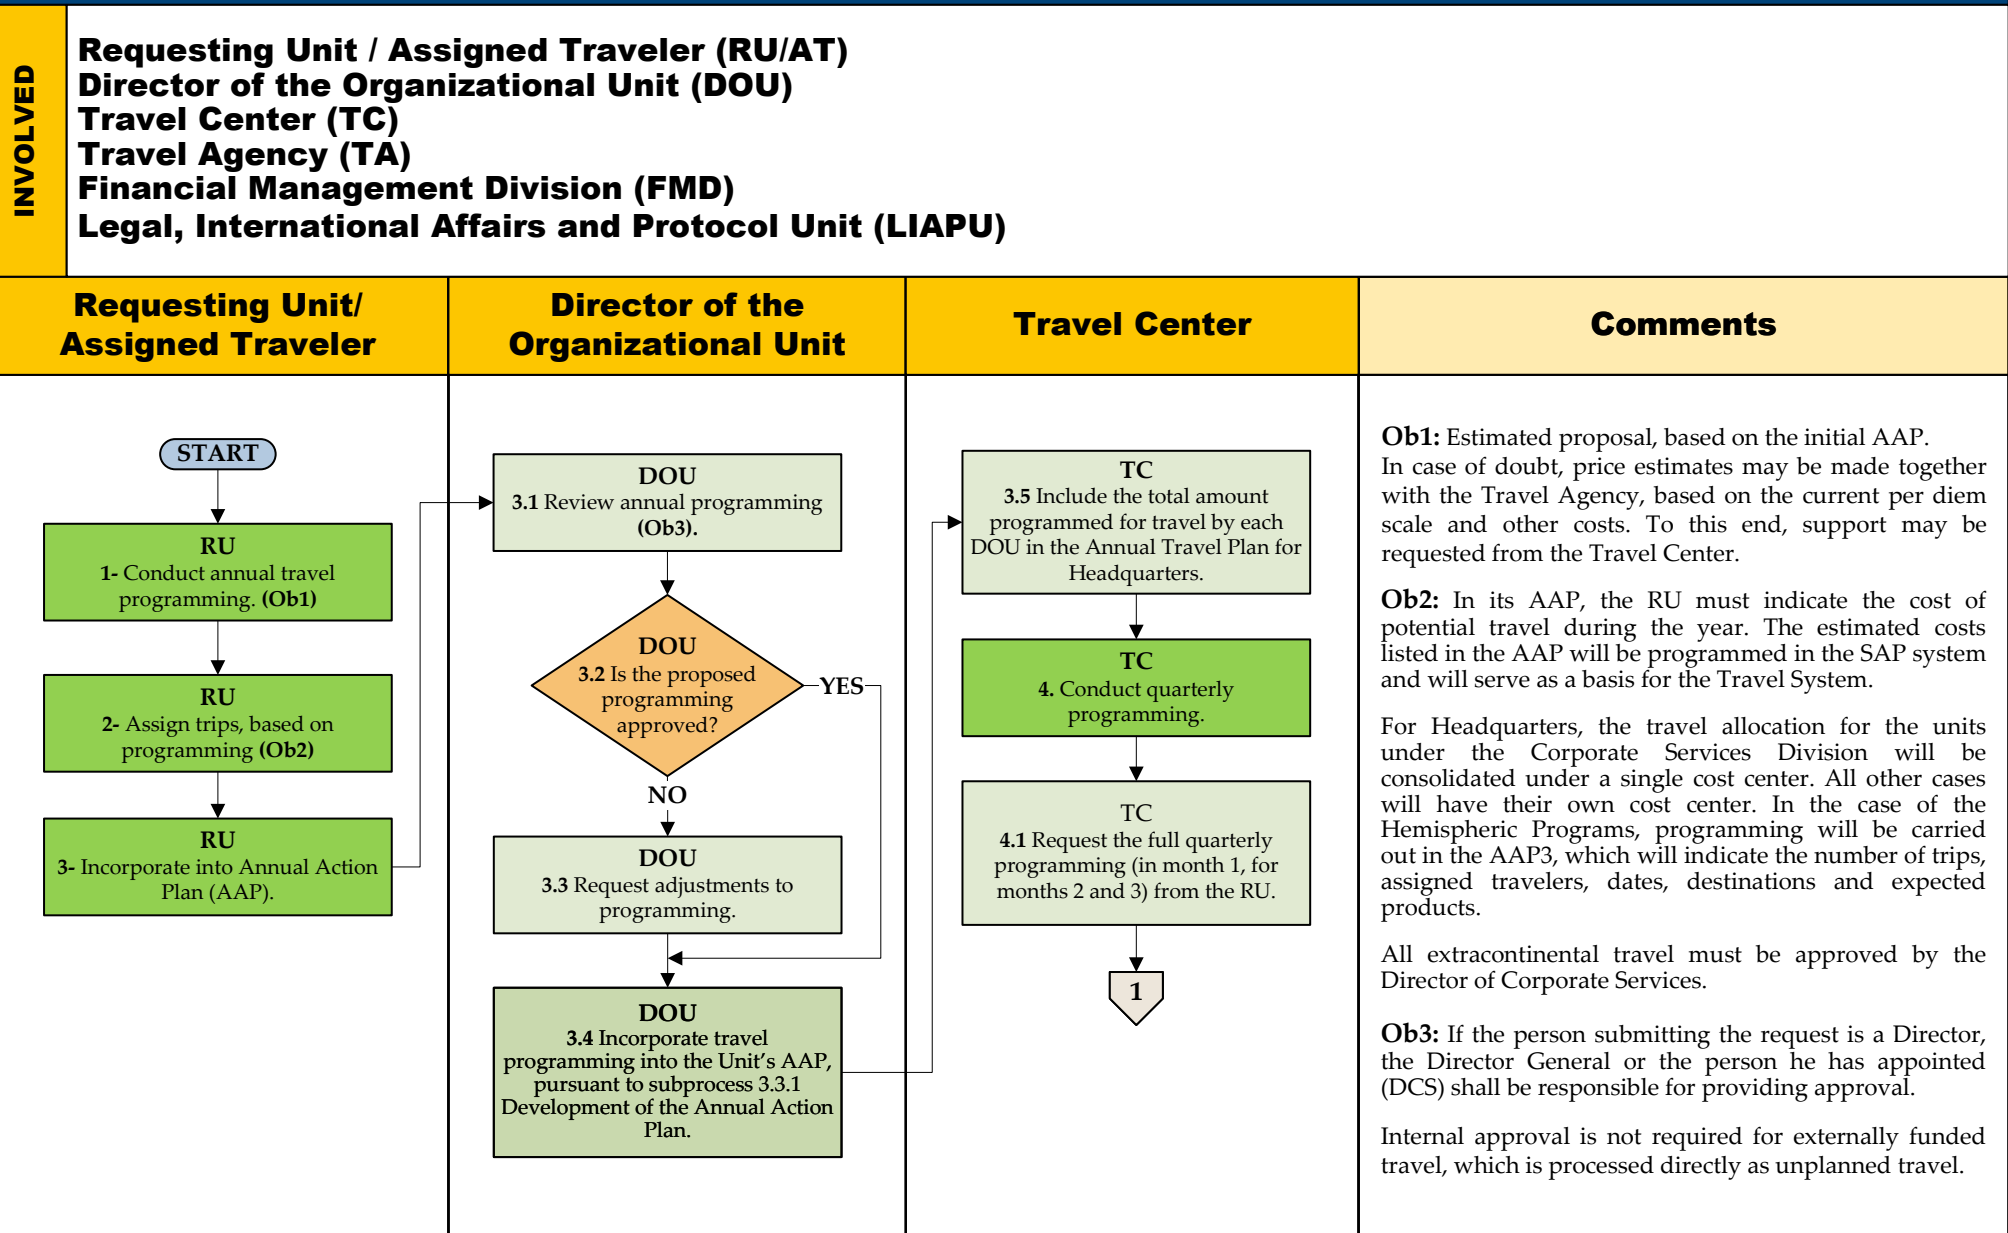 INVOLVED
Requesting Unit / Assigned Traveler (RU/AT)
Director of the Organizational Unit (DOU)
Travel Center (TC)
Travel Agency (TA)
Financial Management Division (FMD)
Legal, International Affairs and Protocol Unit (LIAPU)
Requesting Unit/
Assigned Traveler
Director of the
Organizational Unit
Travel Center
Comments
START
RU
1- Conduct annual travel
programming. (Ob1)
RU
2- Assign trips, based on
programming (Ob2)
RU
3- Incorporate into Annual Action
Plan (AAP).
DOU
3.1 Review annual programming
(Ob3).
DOU
3.2 Is the proposed
programming
approved?
YES
NO
DOU
3.3 Request adjustments to
programming.
DOU
3.4 Incorporate travel
programming into the Unit’s AAP,
pursuant to subprocess 3.3.1
Development of the Annual Action
Plan.
TC
3.5 Include the total amount
programmed for travel by each
DOU in the Annual Travel Plan for
Headquarters.
TC
4. Conduct quarterly
programming.
TC
4.1 Request the full quarterly
programming (in month 1, for
months 2 and 3) from the RU.
1
Ob1: Estimated proposal, based on the initial AAP.
In case of doubt, price estimates may be made together
with the Travel Agency, based on the current per diem
scale and other costs. To this end, support may be
requested from the Travel Center.
Ob2: In its AAP, the RU must indicate the cost of
potential travel during the year. The estimated costs
listed in the AAP will be programmed in the SAP system
and will serve as a basis for the Travel System.
For Headquarters, the travel allocation for the units
under the Corporate Services Division will be
consolidated under a single cost center. All other cases
will have their own cost center. In the case of the
Hemispheric Programs, programming will be carried
out in the AAP3, which will indicate the number of trips,
assigned travelers, dates, destinations and expected
products.
All extracontinental travel must be approved by the
Director of Corporate Services.
Ob3: If the person submitting the request is a Director,
the Director General or the person he has appointed
(DCS) shall be responsible for providing approval.
Internal approval is not required for externally funded
travel, which is processed directly as unplanned travel.